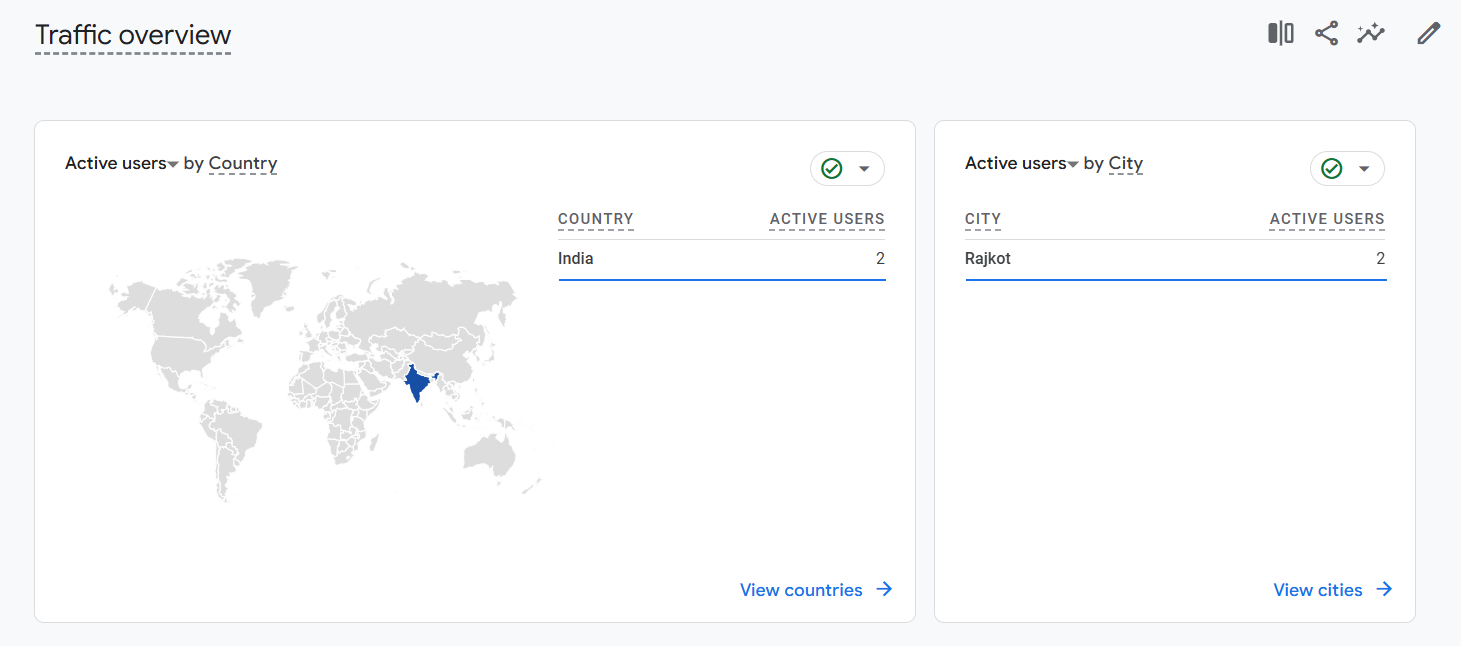 Traffic overview
Active users by Country
COUNTRY ACTIVE USERS
India 2
View countries
Active users by City
CITY ACTIVE USERS
Rajkot 2
View cities